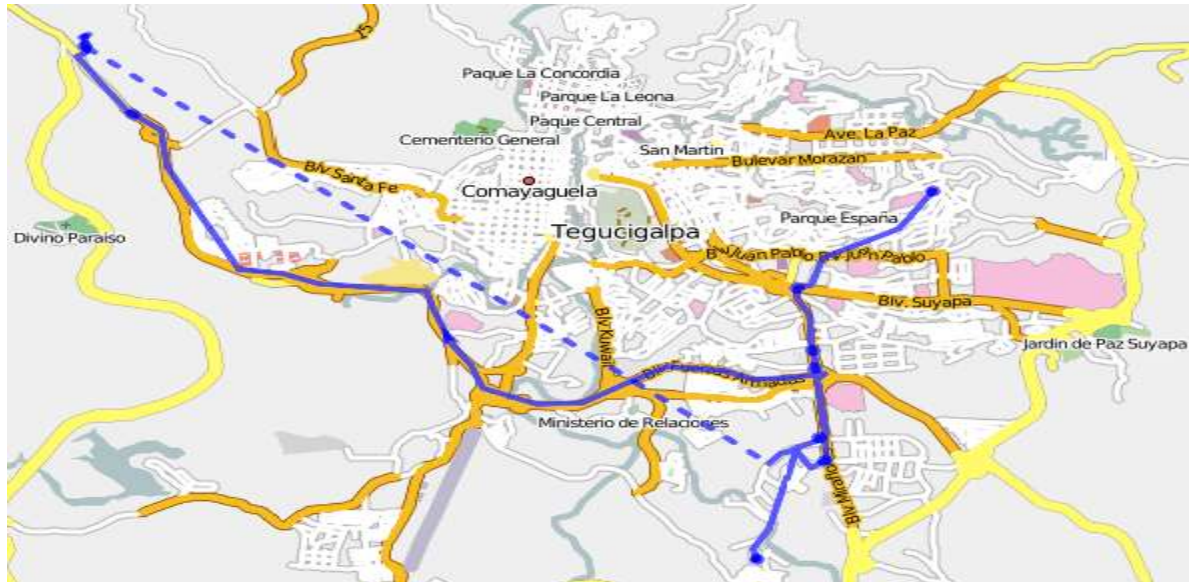 25
Paque La Concordia
Parque La Leona
Paque Central
Cementerio General
Ave. La Paz
San Martin
Bulevar Morazan
Blv Santa Fe
Comayaguela
Parque España
Divino Paraiso
Tegucigalpa
Blv Juan Pablo
Juan Pablo
Blv. Suyapa
Blv Kuwait
Jardin de Paz Suyapa
Blv Fuerzas Armadas
Ministerio de Relaciones
Blv